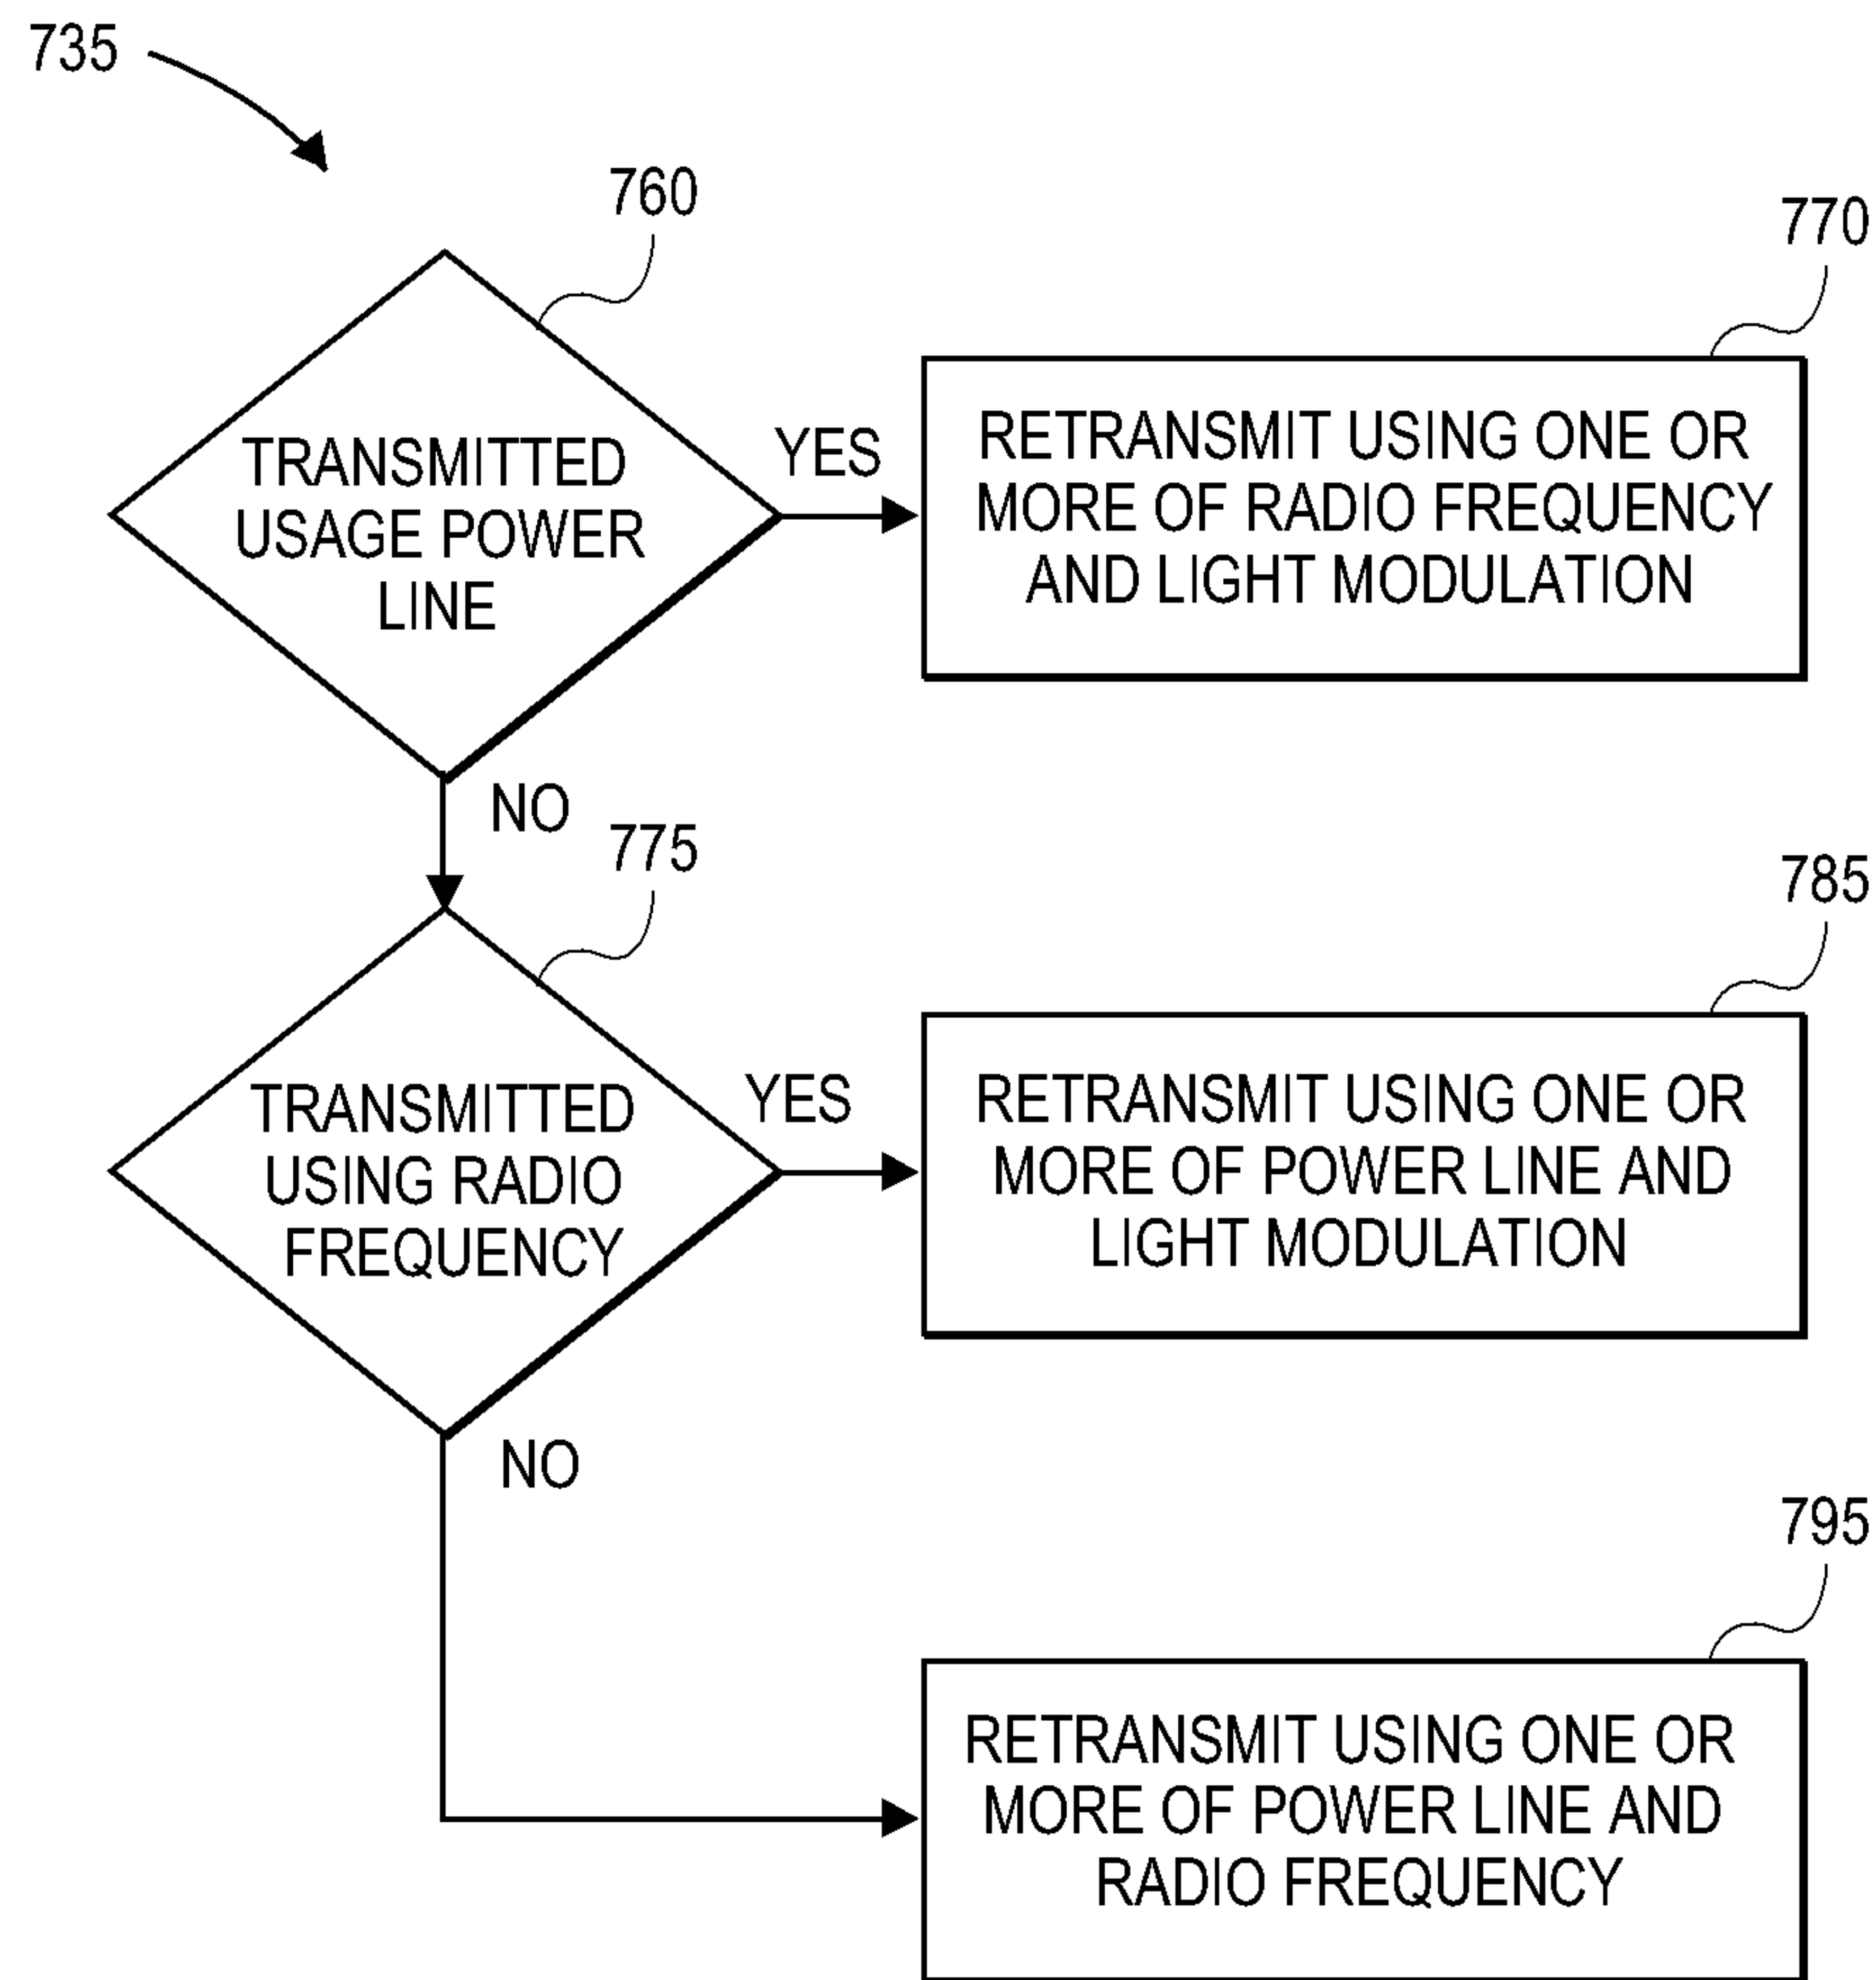 735
760
770
TRANSMITTED
USAGE POWER
LINE
YES
RETRANSMIT USING ONE OR
MORE OF RADIO FREQUENCY
AND LIGHT MODULATION
NO
775
785
TRANSMITTED
USING RADIO
FREQUENCY
YES
RETRANSMIT USING ONE OR
MORE OF POWER LINE AND
LIGHT MODULATION
NO
795
RETRANSMIT USING ONE OR
MORE OF POWER LINE AND
RADIO FREQUENCY